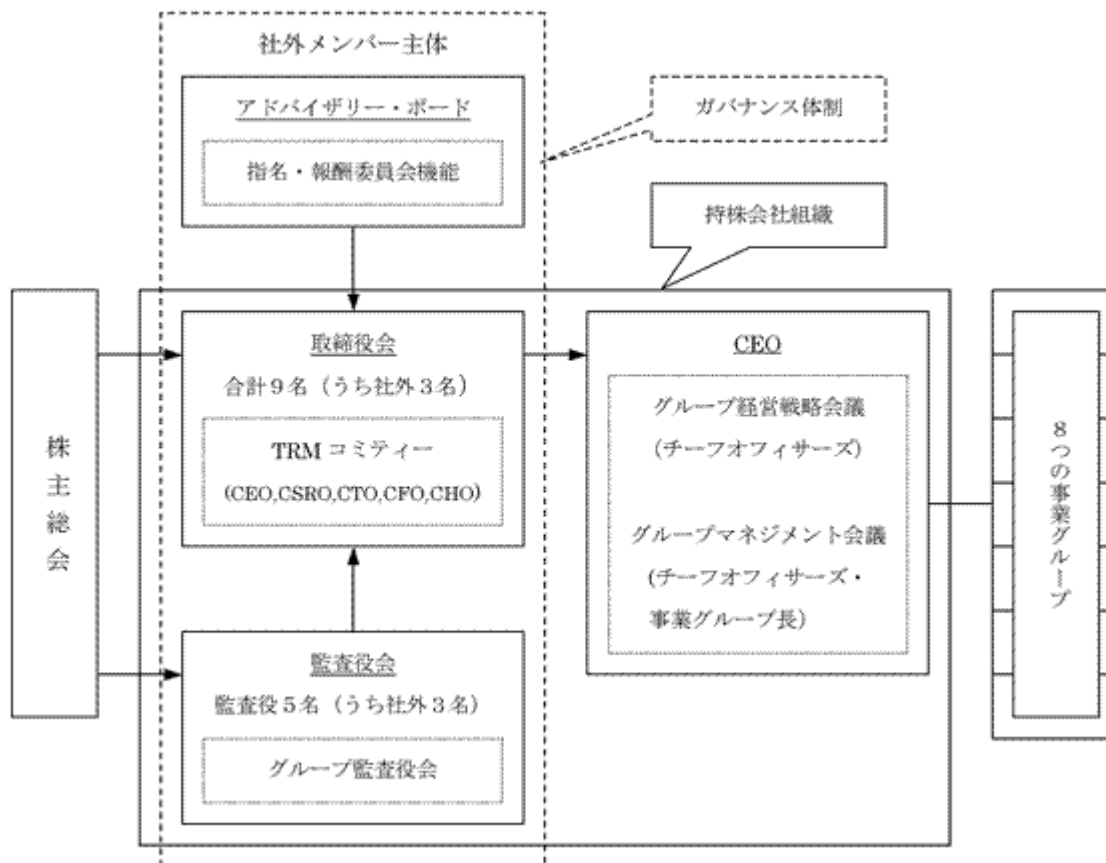 社外メンバー主体
アドバイザリー・ボード
指名・報酬委員会機能
ガバナンス体制
持株会社組織
株主総会
取締役会
合計9名（うち社外3名）
TRMコミティー
(CEO,CSRO,CTO,CFO,CHO)
監査役会
監査役5名（うち社外3名）
グループ監査役会
CEO
グループ経営戦略会議
(チーフオフィサーズ)
グループマネジメント会議
(チーフオフィサーズ・
事業グループ長)
8つの事業グループ